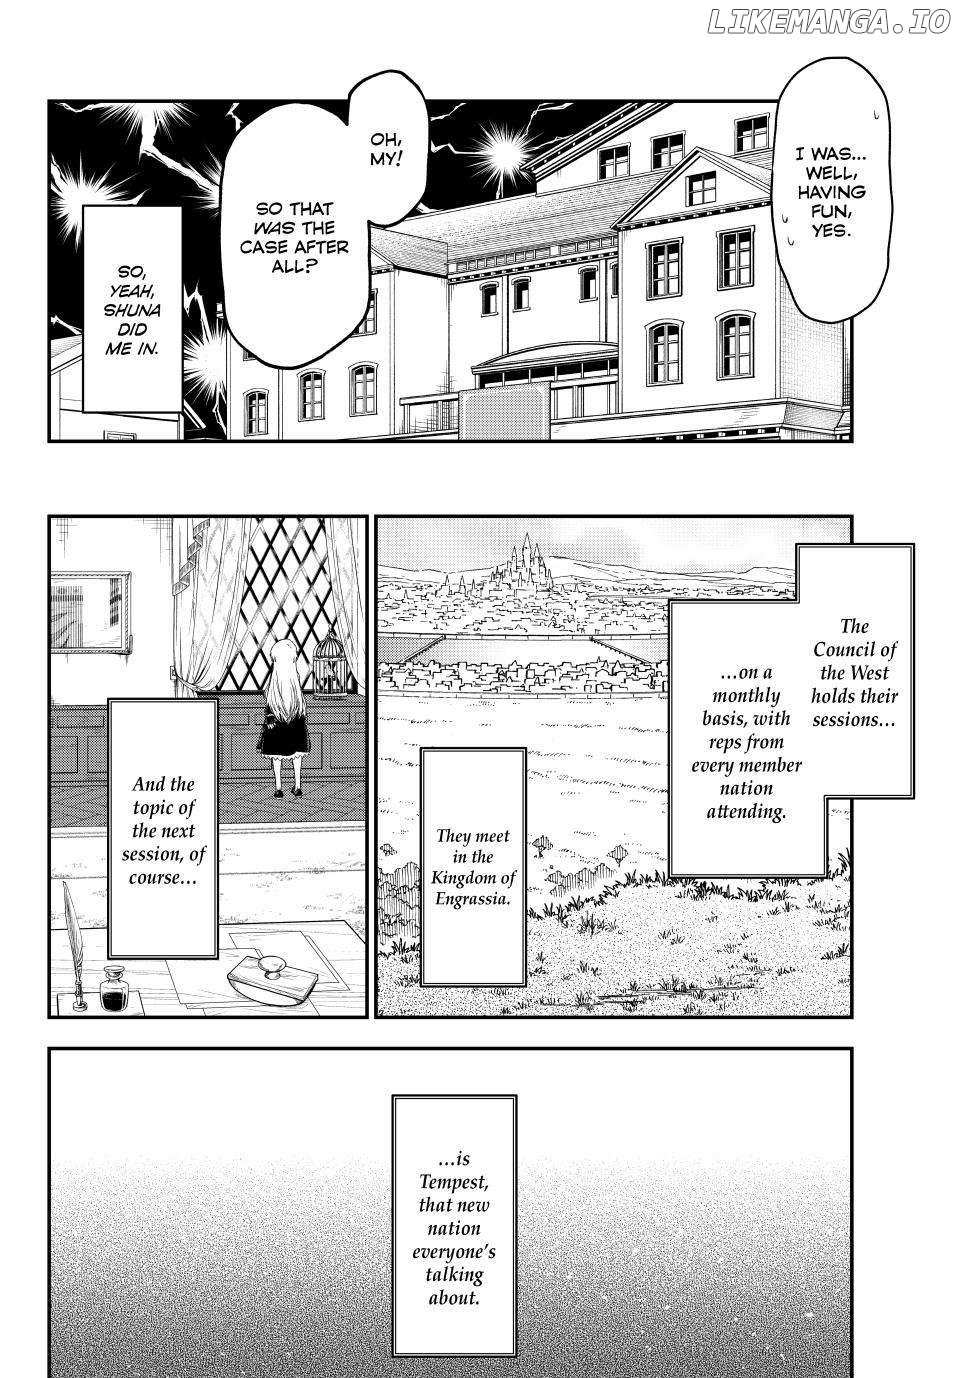 LIKEMANGA.IO
I WAS...
WELL,
HAVING
FUN,
YES.
OH,
MY!
SO THAT
WAS THE
CASE AFTER
ALL?
SO,
YEAH,
SHUNA
DID
ME IN.
The
Council of
the West
holds their
sessions...
...on a
monthly
basis, with
reps from
every member
nation
attending.
They meet
in the
Kingdom of
Engrassia.
And the
topic of
the next
session, of
course...
...is
Tempest,
that new
nation
everyone's
talking
about.